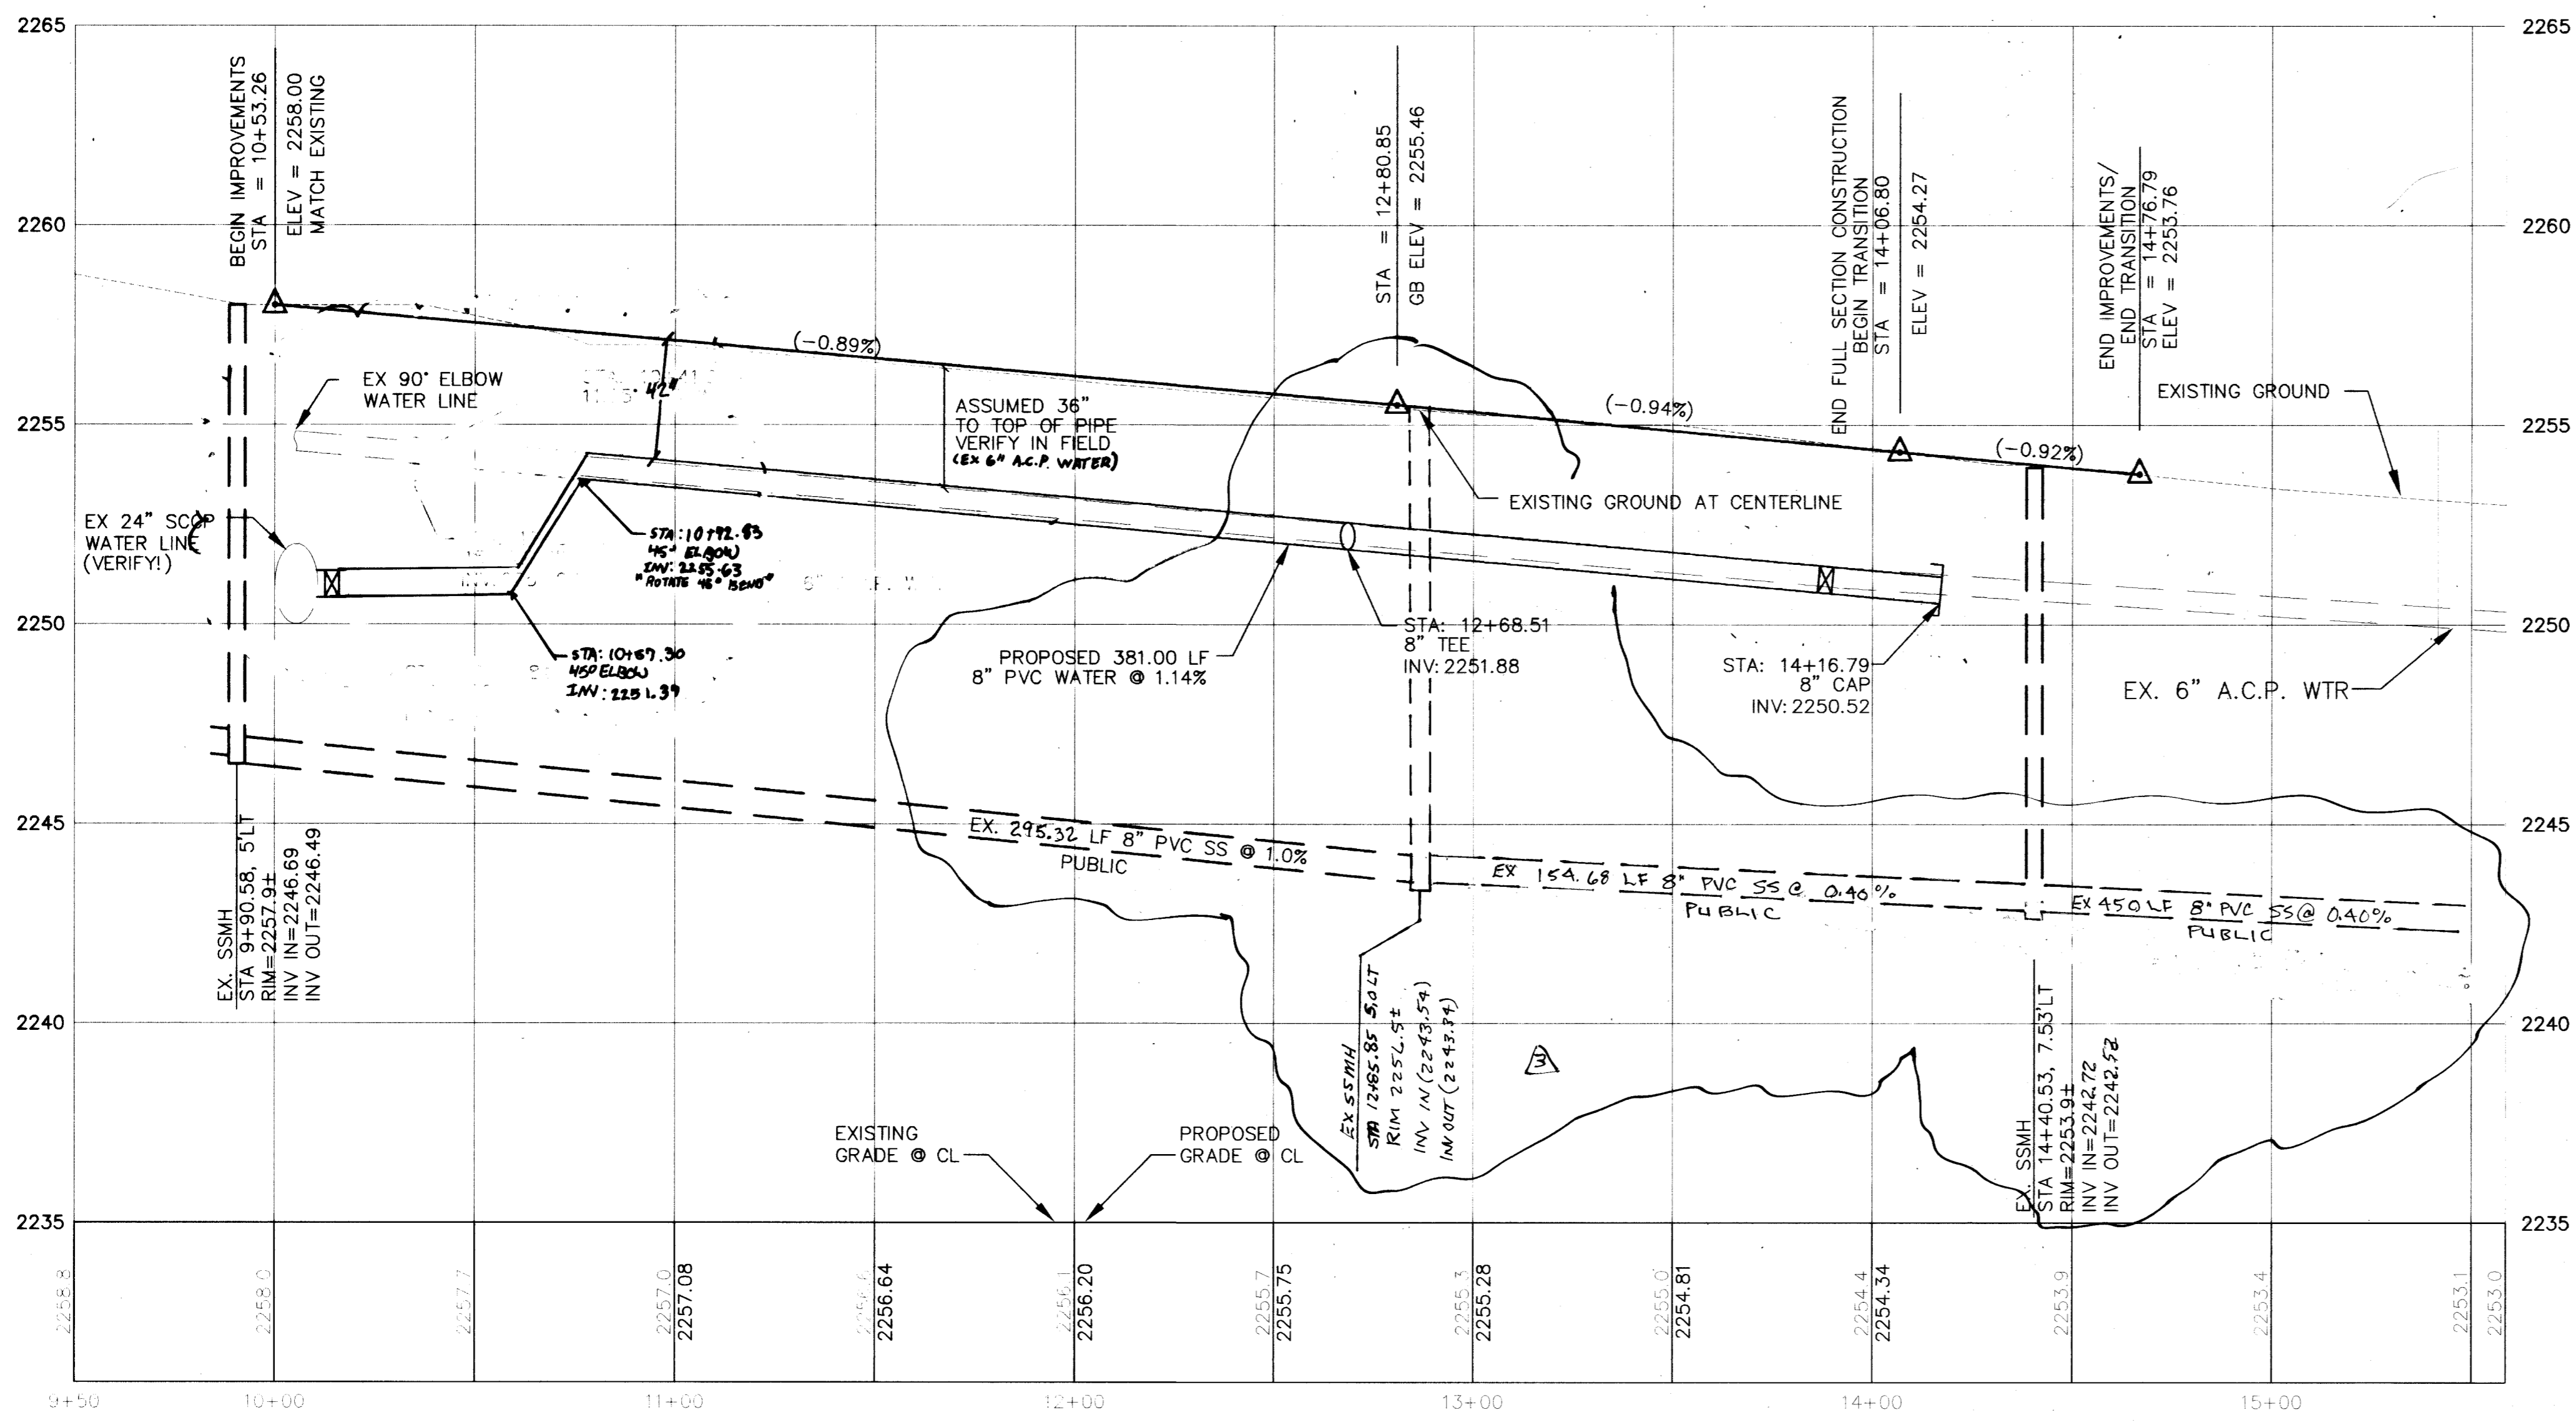 2265
2265
2260
2260
2255
2255
2250
2250
2245
2245
2240
2240
2235
2235
BEGIN IMPROVEMENTS
STA = 10+53.26
ELEV = 2258.00
MATCH EXISTING
STA = 12+80.85
GB ELEV = 2255.46
END FULL SECTION CONSTRUCTION
BEGIN TRANSITION
STA = 14+06.80
ELEV = 2254.27
END IMPROVEMENTS/
END TRANSITION
STA = 14+76.79
ELEV = 2253.76
(-0.89%)
(-0.94%)
(-0.92%)
EXISTING GROUND
EX 90° ELBOW
WATER LINE
42"
ASSUMED 36"
TO TOP OF PIPE
VERIFY IN FIELD
(EX 6" A.C.P. WATER)
EXISTING GROUND AT CENTERLINE
EX 24" SCCP
WATER LINE
(VERIFY!)
STA: 10+72.83
45° ELBOW
INV: 2255.63
"ROTATE 45° BEND"
STA: 10+67.30
45° ELBOW
INV: 2251.39
PROPOSED 381.00 LF
8" PVC WATER @ 1.14%
STA: 12+68.51
8" TEE
INV: 2251.88
STA: 14+16.79
8" CAP
INV: 2250.52
EX. 6" A.C.P. WTR
EX. 295.32 LF 8" PVC SS @ 1.0%
PUBLIC
EX 154.68 LF 8" PVC SS @ 0.40%
PUBLIC
EX 450 LF 8" PVC SS @ 0.40%
PUBLIC
EX. SSMH
STA 9+90.58, 5'LT
RIM=2257.9±
INV IN=2246.69
INV OUT=2246.49
EX SSMH
STA 12+85.85 5.0 LT
RIM 2256.5±
INV IN (2243.54)
INV OUT (2243.34)
3
EX. SSMH
STA 14+40.53, 7.53'LT
RIM=2253.9±
INV IN=2242.72
INV OUT=2242.52
EXISTING
GRADE @ CL
PROPOSED
GRADE @ CL
2258.8
2258.0
2257.7
2257.0
2257.08
2256.64
2256.1
2256.20
2255.7
2255.75
2255.3
2255.28
2255.0
2254.81
2254.4
2254.34
2253.9
2253.4
2253.1
2253.0
9+50
10+00
11+00
12+00
13+00
14+00
15+00